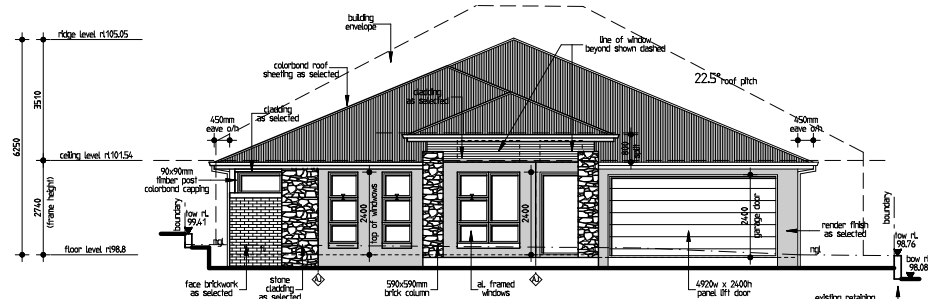 building
envelope
ridge level rl105.05
line of window
beyond shown dashed
colorbond roof
sheeting as selected
22.5° roof pitch
cladding
as selected
cladding
as selected
3510
450mm
eave o/h
450mm
eave o/h
6250
800
split
ceiling level rl101.54
90x90mm
timber post
colorbond capping
2740
(frame height)
boundary
tow rl.
99.41
2400
top of windwows
2400
2400
garage door
render finish
as selected
boundary
tow rl.
98.76
ngl
ngl
floor level rl98.8
bow rl
98.08
face brickwork
as selected
stone
cladding
as selected
590x590mm
brick column
al. framed
windows
4920w x 2400h
panel lift door
existing retaining